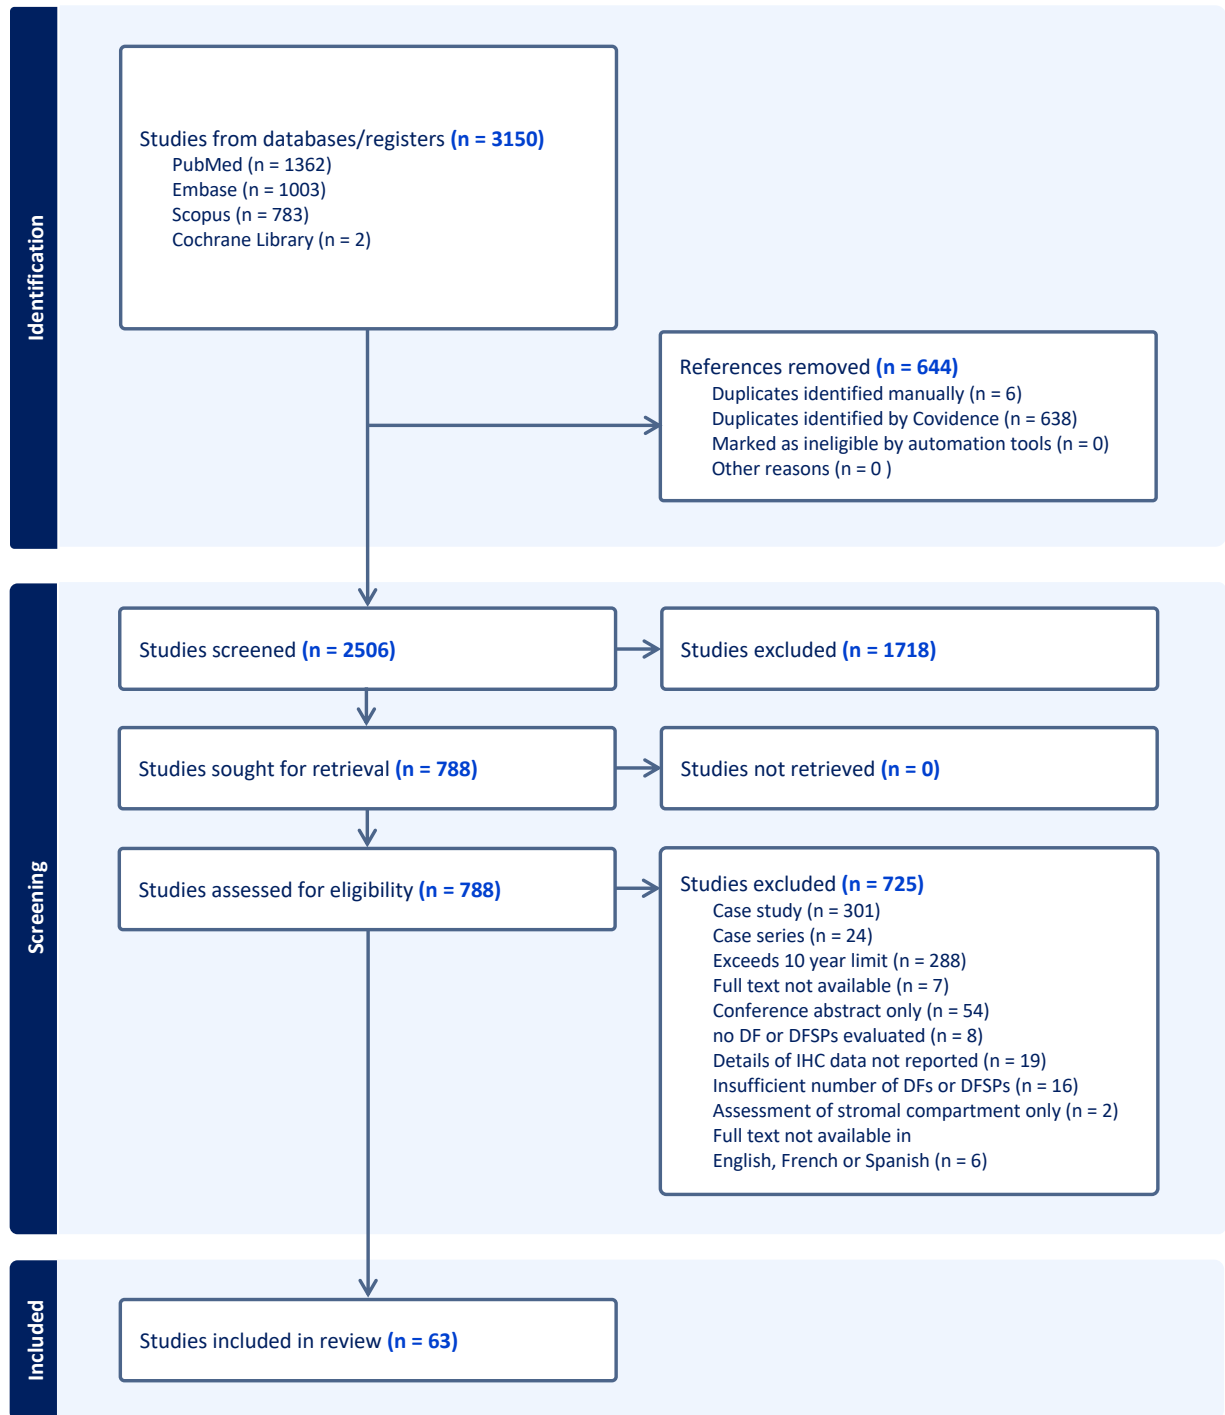 Identification
Studies from databases/registers (n = 3150)
PubMed (n = 1362)
Embase (n = 1003)
Scopus (n = 783)
Cochrane Library (n = 2)
References removed (n = 644)
Duplicates identified manually (n = 6)
Duplicates identified by Covidence (n = 638)
Marked as ineligible by automation tools (n = 0)
Other reasons (n = 0 )
Screening
Studies screened (n = 2506)
Studies excluded (n = 1718)
Studies sought for retrieval (n = 788)
Studies not retrieved (n = 0)
Studies assessed for eligibility (n = 788)
Studies excluded (n = 725)
Case study (n = 301)
Case series (n = 24)
Exceeds 10 year limit (n = 288)
Full text not available (n = 7)
Conference abstract only (n = 54)
no DF or DFSPs evaluated (n = 8)
Details of IHC data not reported (n = 19)
Insufficient number of DFs or DFSPs (n = 16)
Assessment of stromal compartment only (n = 2)
Full text not available in
English, French or Spanish (n = 6)
Included
Studies included in review (n = 63)